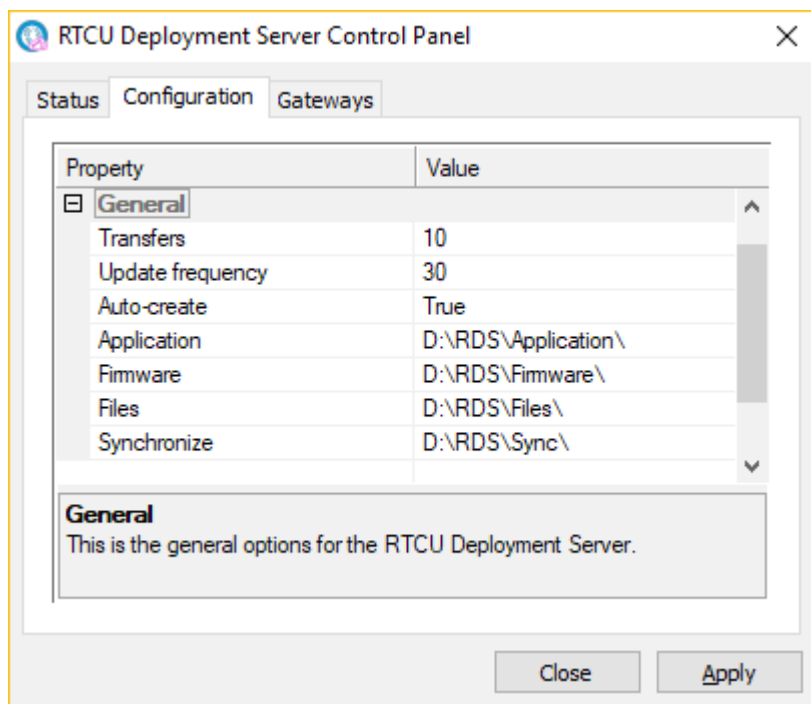 RTCU Deployment Server Control Panel
Status Configuration Gateways
Property Value
General
Transfers 10
Update frequency 30
Auto-create True
Application D:\RDS\Application\
Firmware D:\RDS\Firmware\
Files D:\RDS\Files\
Synchronize D:\RDS\Sync\
General
This is the general options for the RTCU Deployment Server.
Close Apply